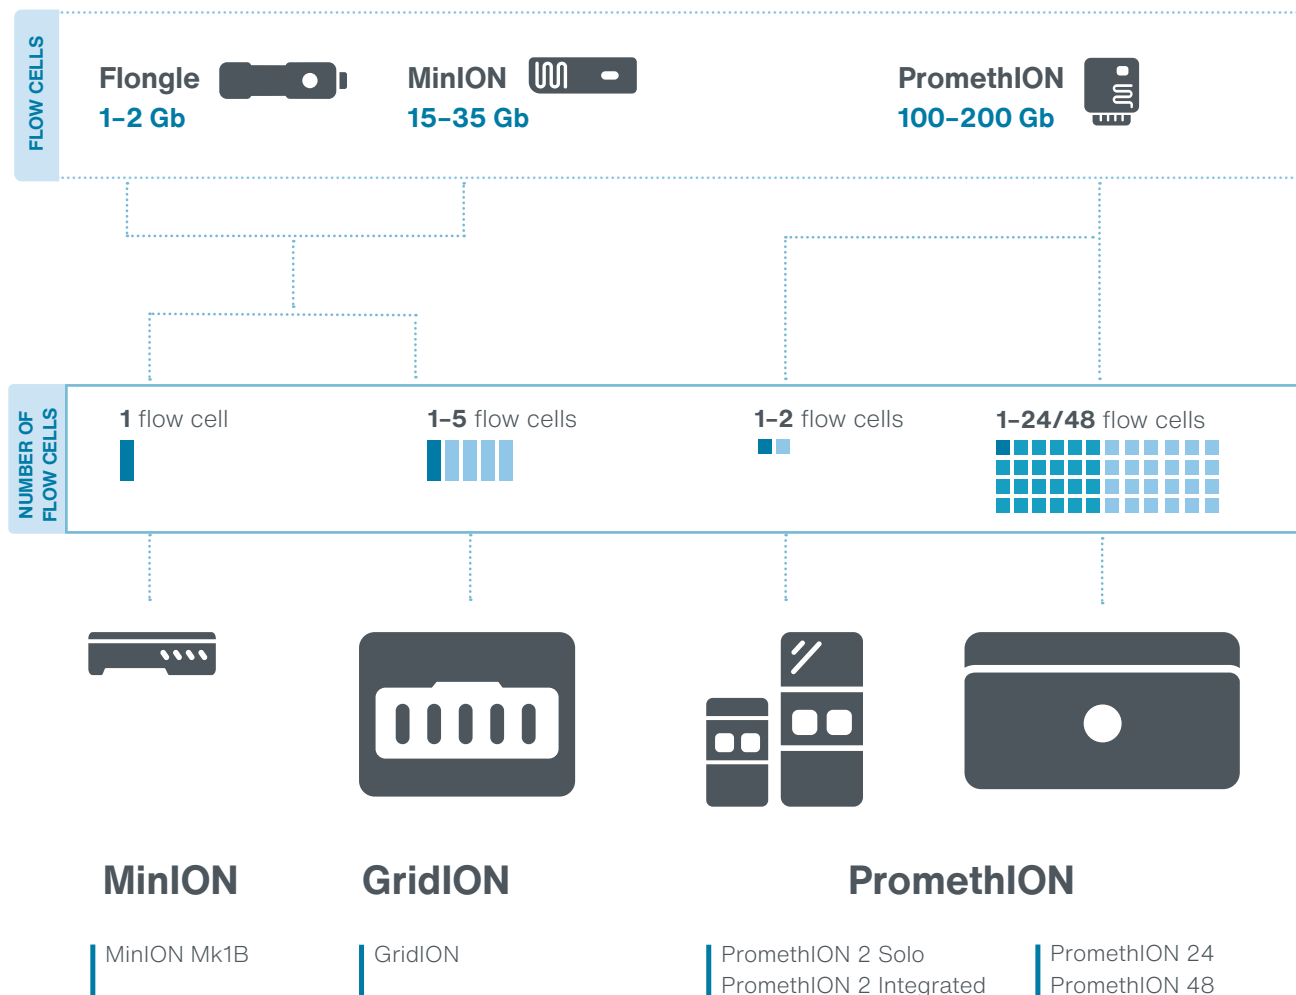 FLOW CELLS
Flongle
1–2 Gb
MinION
15–35 Gb
PromethION
100–200 Gb
NUMBER OF
FLOW CELLS
1 flow cell
1–5 flow cells
1–2 flow cells
1–24/48 flow cells
MinION
GridION
PromethION
MinION Mk1B
GridION
PromethION 2 Solo
PromethION 2 Integrated
PromethION 24
PromethION 48